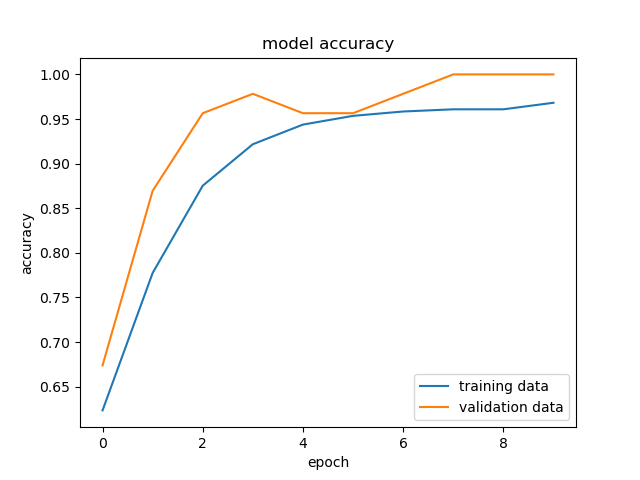 model accuracy
1.00
0.95
0.90
0.85
0.80
0.75
0.70
0.65
accuracy
training data
validation data
0 2 4 6 8
epoch